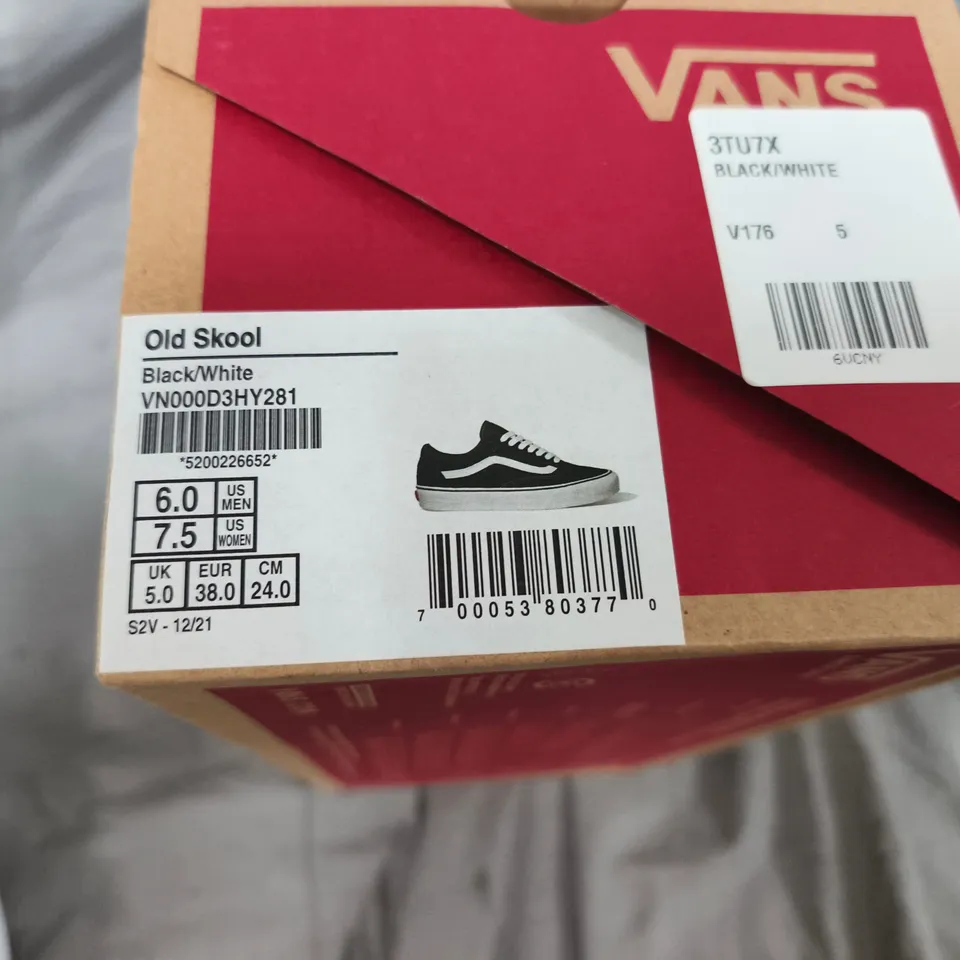 VANS
3TU7X
BLACK/WHITE
V176 5
6VCNY
Old Skool
Black/White
VN000D3HY281
*5200226652*
6.0 US MEN
7.5 US WOMEN
UK EUR CM
5.0 38.0 24.0
S2V - 12/21
7 00053 80377 0